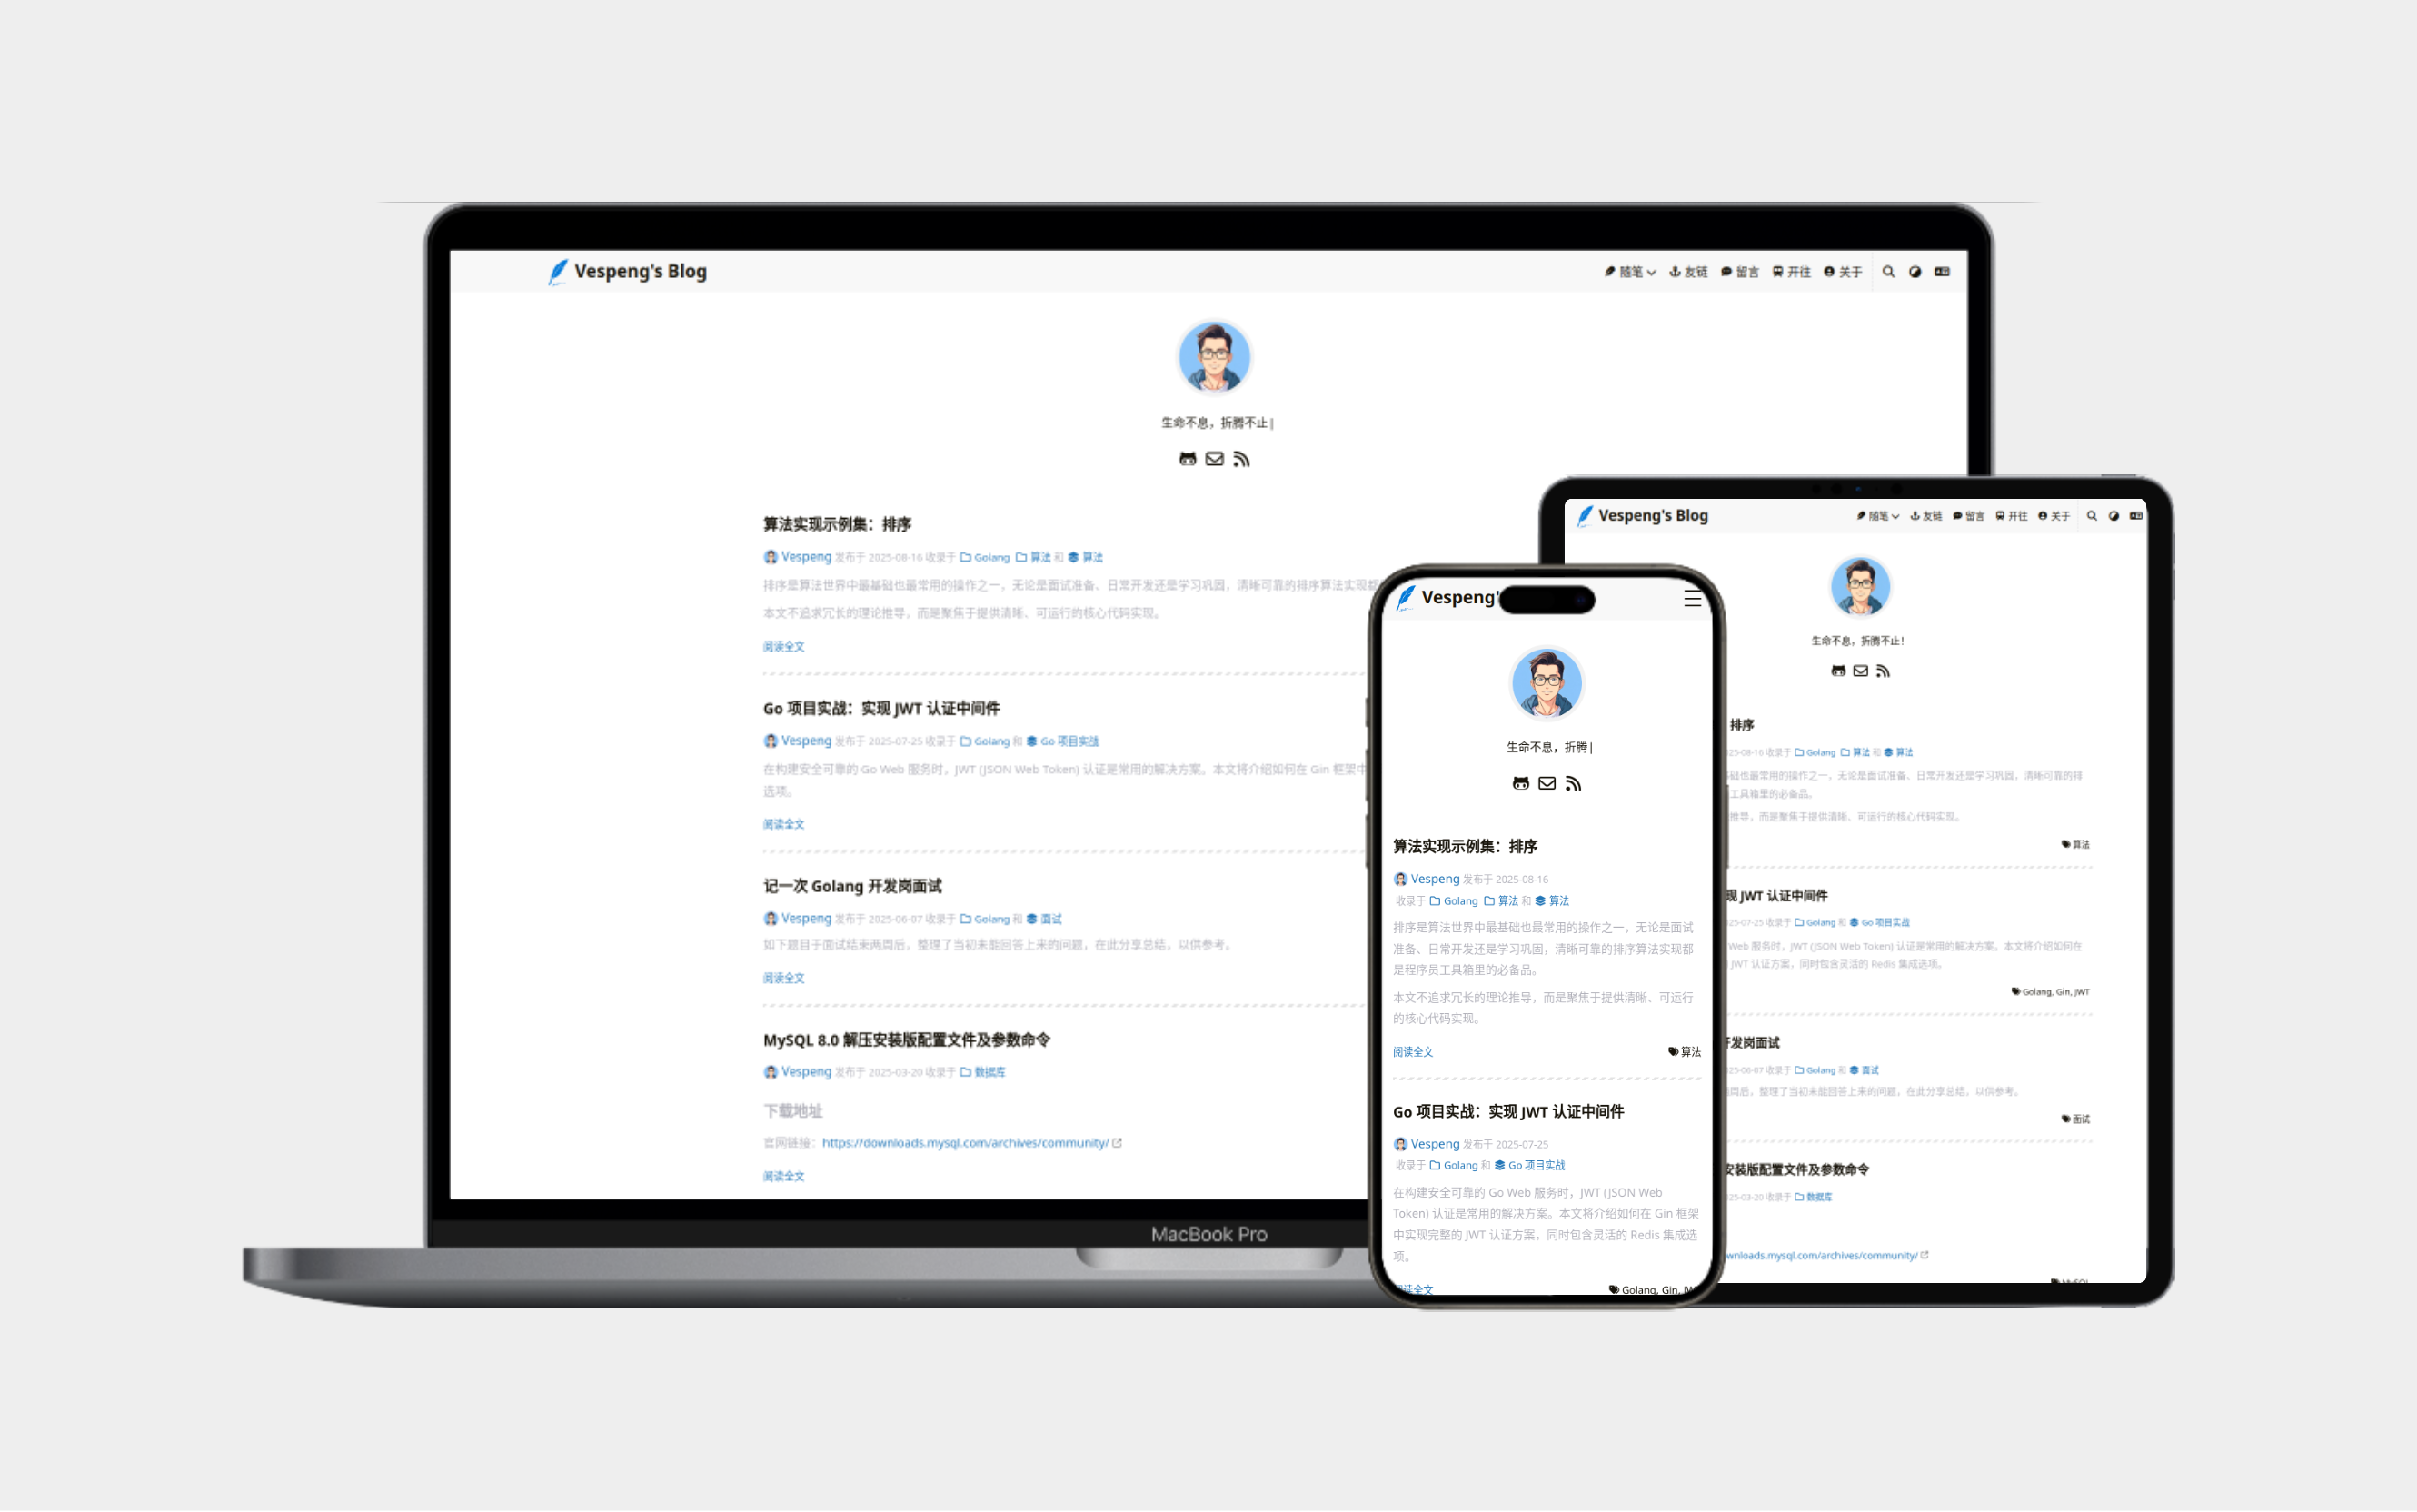 Vespeng's Blog
随笔 友链 留言 开往 关于
生命不息，折腾不止|
算法实现示例集：排序
Vespeng 发布于 2025-08-16 收录于 Golang 算法 和 算法
排序是算法世界中最基础也最常用的操作之一，无论是面试准备、日常开发还是学习巩固，清晰可靠的排序算法实现都
本文不追求冗长的理论推导，而是聚焦于提供清晰、可运行的核心代码实现。
阅读全文
Go 项目实战：实现 JWT 认证中间件
Vespeng 发布于 2025-07-25 收录于 Golang 和 Go 项目实战
在构建安全可靠的 Go Web 服务时，JWT (JSON Web Token) 认证是常用的解决方案。本文将介绍如何在 Gin 框架中
选项。
阅读全文
记一次 Golang 开发岗面试
Vespeng 发布于 2025-06-07 收录于 Golang 和 面试
如下题目于面试结束两周后，整理了当初未能回答上来的问题，在此分享总结，以供参考。
阅读全文
MySQL 8.0 解压安装版配置文件及参数命令
Vespeng 发布于 2025-03-20 收录于 数据库
下载地址
官网链接：https://downloads.mysql.com/archives/community/
阅读全文
MacBook Pro
Vespeng'
生命不息，折腾|
算法实现示例集：排序
Vespeng 发布于 2025-08-16
收录于 Golang 算法 和 算法
排序是算法世界中最基础也最常用的操作之一，无论是面试
准备、日常开发还是学习巩固，清晰可靠的排序算法实现都
是程序员工具箱里的必备品。
本文不追求冗长的理论推导，而是聚焦于提供清晰、可运行
的核心代码实现。
阅读全文 算法
Go 项目实战：实现 JWT 认证中间件
Vespeng 发布于 2025-07-25
收录于 Golang 和 Go 项目实战
在构建安全可靠的 Go Web 服务时，JWT (JSON Web
Token) 认证是常用的解决方案。本文将介绍如何在 Gin 框架
中实现完整的 JWT 认证方案，同时包含灵活的 Redis 集成选
项。
读全文 Golang, Gin, JW
Vespeng's Blog
随笔 友链 留言 开往 关于
生命不息，折腾不止！
排序
25-08-16 收录于 Golang 算法 和 算法
础也最常用的操作之一，无论是面试准备、日常开发还是学习巩固，清晰可靠的排
工具箱里的必备品。
推导，而是聚焦于提供清晰、可运行的核心代码实现。
算法
现 JWT 认证中间件
25-07-25 收录于 Golang 和 Go 项目实战
Web 服务时，JWT (JSON Web Token) 认证是常用的解决方案。本文将介绍如何在
JWT 认证方案，同时包含灵活的 Redis 集成选项。
Golang, Gin, JWT
开发岗面试
25-06-07 收录于 Golang 和 面试
周后，整理了当初未能回答上来的问题，在此分享总结，以供参考。
面试
安装版配置文件及参数命令
25-03-20 收录于 数据库
wnloads.mysql.com/archives/community/
MySQL